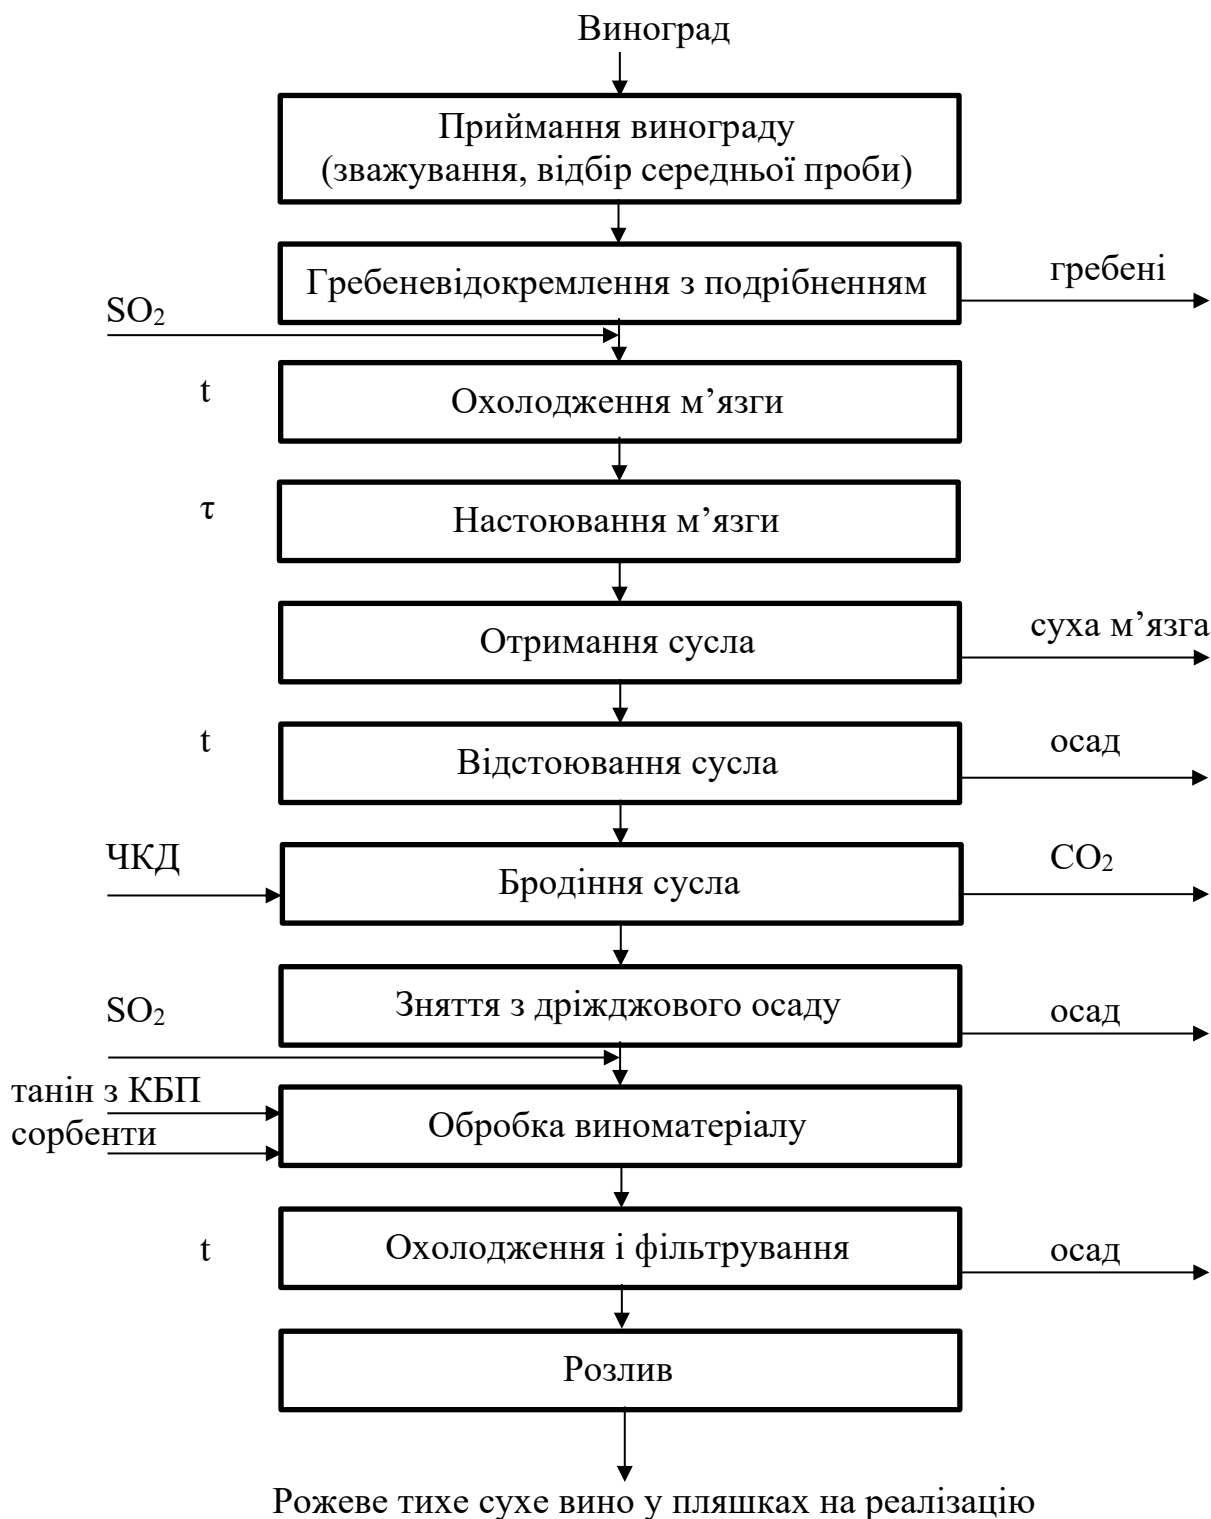 Виноград
Приймання винограду
(зважування, відбір середньої проби)
Гребеневідокремлення з подрібненням
гребені
SO₂
t
Охолодження м’язги
τ
Настоювання м’язги
Отримання сусла
суха м’язга
t
Відстоювання сусла
осад
ЧКД
Бродіння сусла
CO₂
Зняття з дріжджового осаду
SO₂
осад
танін з КБП
сорбенти
Обробка виноматеріалу
t
Охолодження і фільтрування
осад
Розлив
Рожеве тихе сухе вино у пляшках на реалізацію